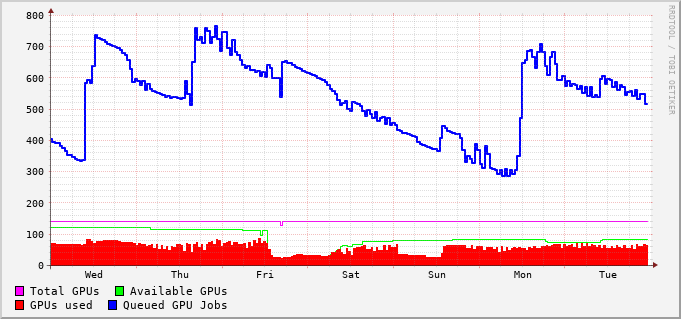 800
700
600
500
400
300
200
100
0
Wed Thu Fri Sat Sun Mon Tue
Total GPUs Available GPUs
GPUs used Queued GPU Jobs
RRDTOOL / TOBI OETIKER